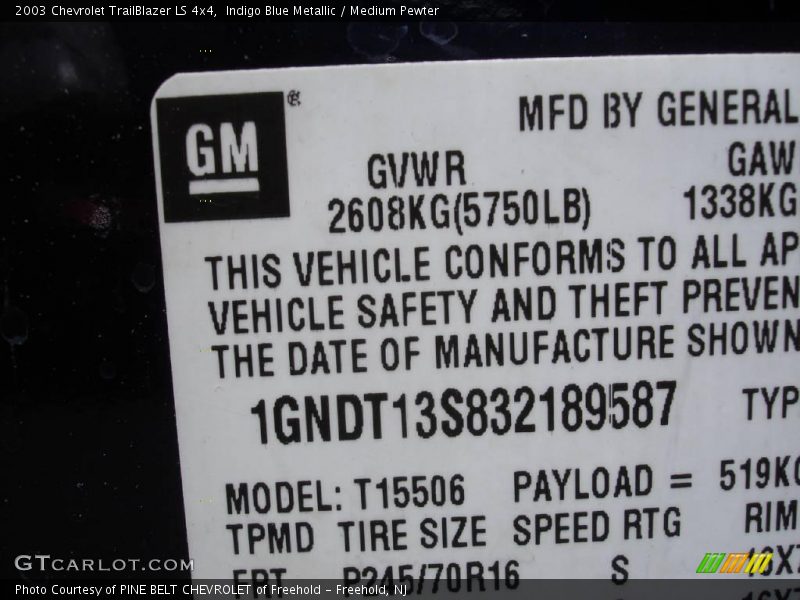 2003 Chevrolet TrailBlazer LS 4x4, Indigo Blue Metallic / Medium Pewter
GM
MFD BY GENERAL
GVWR GAW
2608KG(5750LB) 1338KG
THIS VEHICLE CONFORMS TO ALL AP
VEHICLE SAFETY AND THEFT PREVEN
THE DATE OF MANUFACTURE SHOWN
1GNDT13S832189587 TYP
MODEL: T15506 PAYLOAD = 519KG
TPMD TIRE SIZE SPEED RTG RIM
FRT P245/70R16 S 16X7
GTCARLOT.COM
Photo Courtesy of PINE BELT CHEVROLET of Freehold – Freehold, NJ